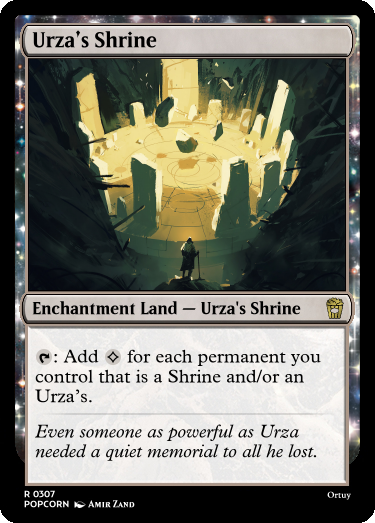 Urza's Shrine
Enchantment Land — Urza's Shrine
: Add for each permanent you
control that is a Shrine and/or an
Urza's.
Even someone as powerful as Urza
needed a quiet memorial to all he lost.
R 0307
Ortuy
POPCORN Amir Zand